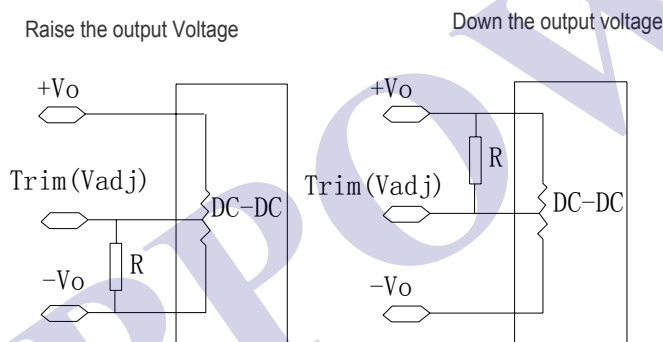 Raise the output Voltage
Down the output voltage
+Vo
Trim(Vadj)
DC-DC
R
-Vo
+Vo
R
Trim(Vadj)
DC-DC
-Vo